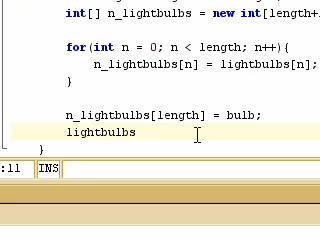 int[] n_lightbulbs = new int[length+
for(int n = 0; n < length; n++){
n_lightbulbs[n] = lightbulbs[n];
}
n_lightbulbs[length] = bulb;
lightbulbs
}
:11 INS